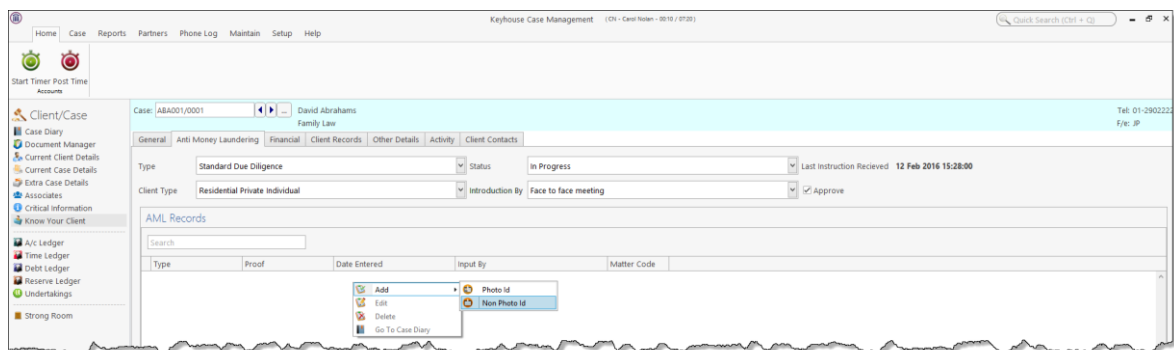 Keyhouse Case Management (CN - Carol Nolan - 00:10 / 07:20)
Quick Search (Ctrl + Q)
Home Case Reports Partners Phone Log Maintain Setup Help
Start Timer Post Time
Accounts
Client/Case
Case Diary
Document Manager
Current Client Details
Current Case Details
Extra Case Details
Associates
Critical Information
Know Your Client
A/c Ledger
Time Ledger
Debt Ledger
Reserve Ledger
Undertakings
Strong Room
Case: ABA001/0001 ... David Abrahams Tel: 01-2902222
Family Law F/e: JP
General Anti Money Laundering Financial Client Records Other Details Activity Client Contacts
Type Standard Due Diligence Status In Progress Last Instruction Recieved 12 Feb 2016 15:28:00
Client Type Residential Private Individual Introduction By Face to face meeting Approve
AML Records
Search
Type Proof Date Entered Input By Matter Code
Add Photo Id
Edit Non Photo Id
Delete
Go To Case Diary